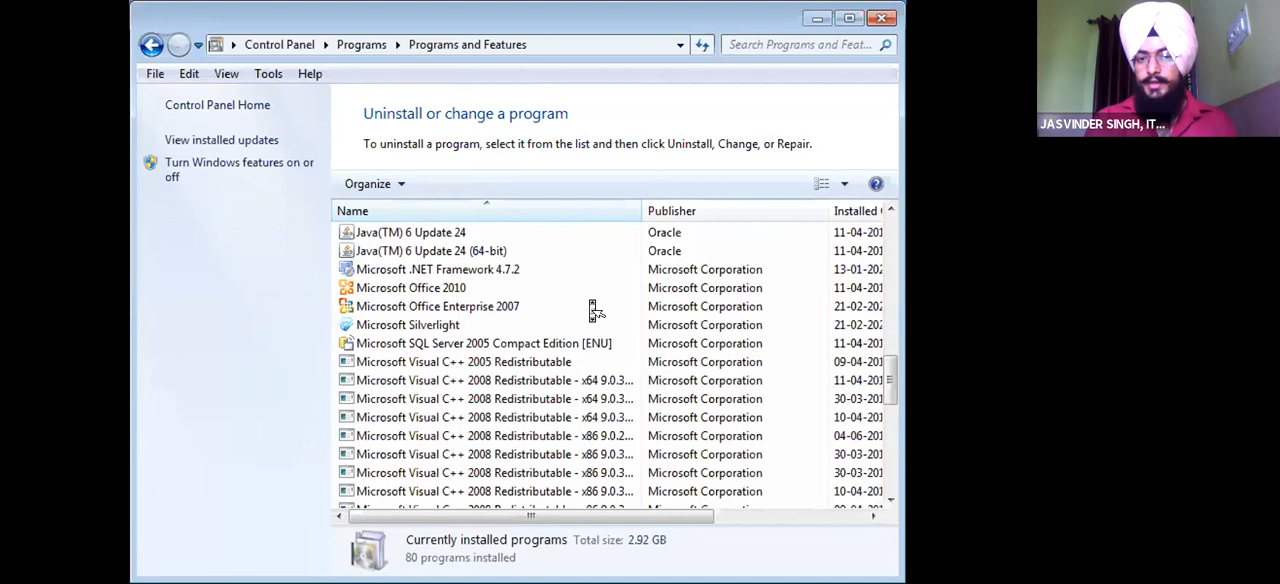 Control Panel
Programs
Programs and Features
Search Programs and Feat...
File Edit View Tools Help
Control Panel Home
View installed updates
Turn Windows features on or
off
Uninstall or change a program
To uninstall a program, select it from the list and then click Uninstall, Change, or Repair.
Organize
Name Publisher Installed
Java(TM) 6 Update 24 Oracle 11-04-201
Java(TM) 6 Update 24 (64-bit) Oracle 11-04-201
Microsoft .NET Framework 4.7.2 Microsoft Corporation 13-01-202
Microsoft Office 2010 Microsoft Corporation 11-04-201
Microsoft Office Enterprise 2007 Microsoft Corporation 21-02-202
Microsoft Silverlight Microsoft Corporation 21-02-202
Microsoft SQL Server 2005 Compact Edition [ENU] Microsoft Corporation 11-04-201
Microsoft Visual C++ 2005 Redistributable Microsoft Corporation 09-04-201
Microsoft Visual C++ 2008 Redistributable - x64 9.0.3... Microsoft Corporation 11-04-201
Microsoft Visual C++ 2008 Redistributable - x64 9.0.3... Microsoft Corporation 30-03-201
Microsoft Visual C++ 2008 Redistributable - x64 9.0.3... Microsoft Corporation 10-04-201
Microsoft Visual C++ 2008 Redistributable - x86 9.0.2... Microsoft Corporation 04-06-201
Microsoft Visual C++ 2008 Redistributable - x86 9.0.3... Microsoft Corporation 30-03-201
Microsoft Visual C++ 2008 Redistributable - x86 9.0.3... Microsoft Corporation 30-03-201
Microsoft Visual C++ 2008 Redistributable - x86 9.0.3... Microsoft Corporation 10-04-201
Currently installed programs Total size: 2.92 GB
80 programs installed
JASVINDER SINGH, IT...